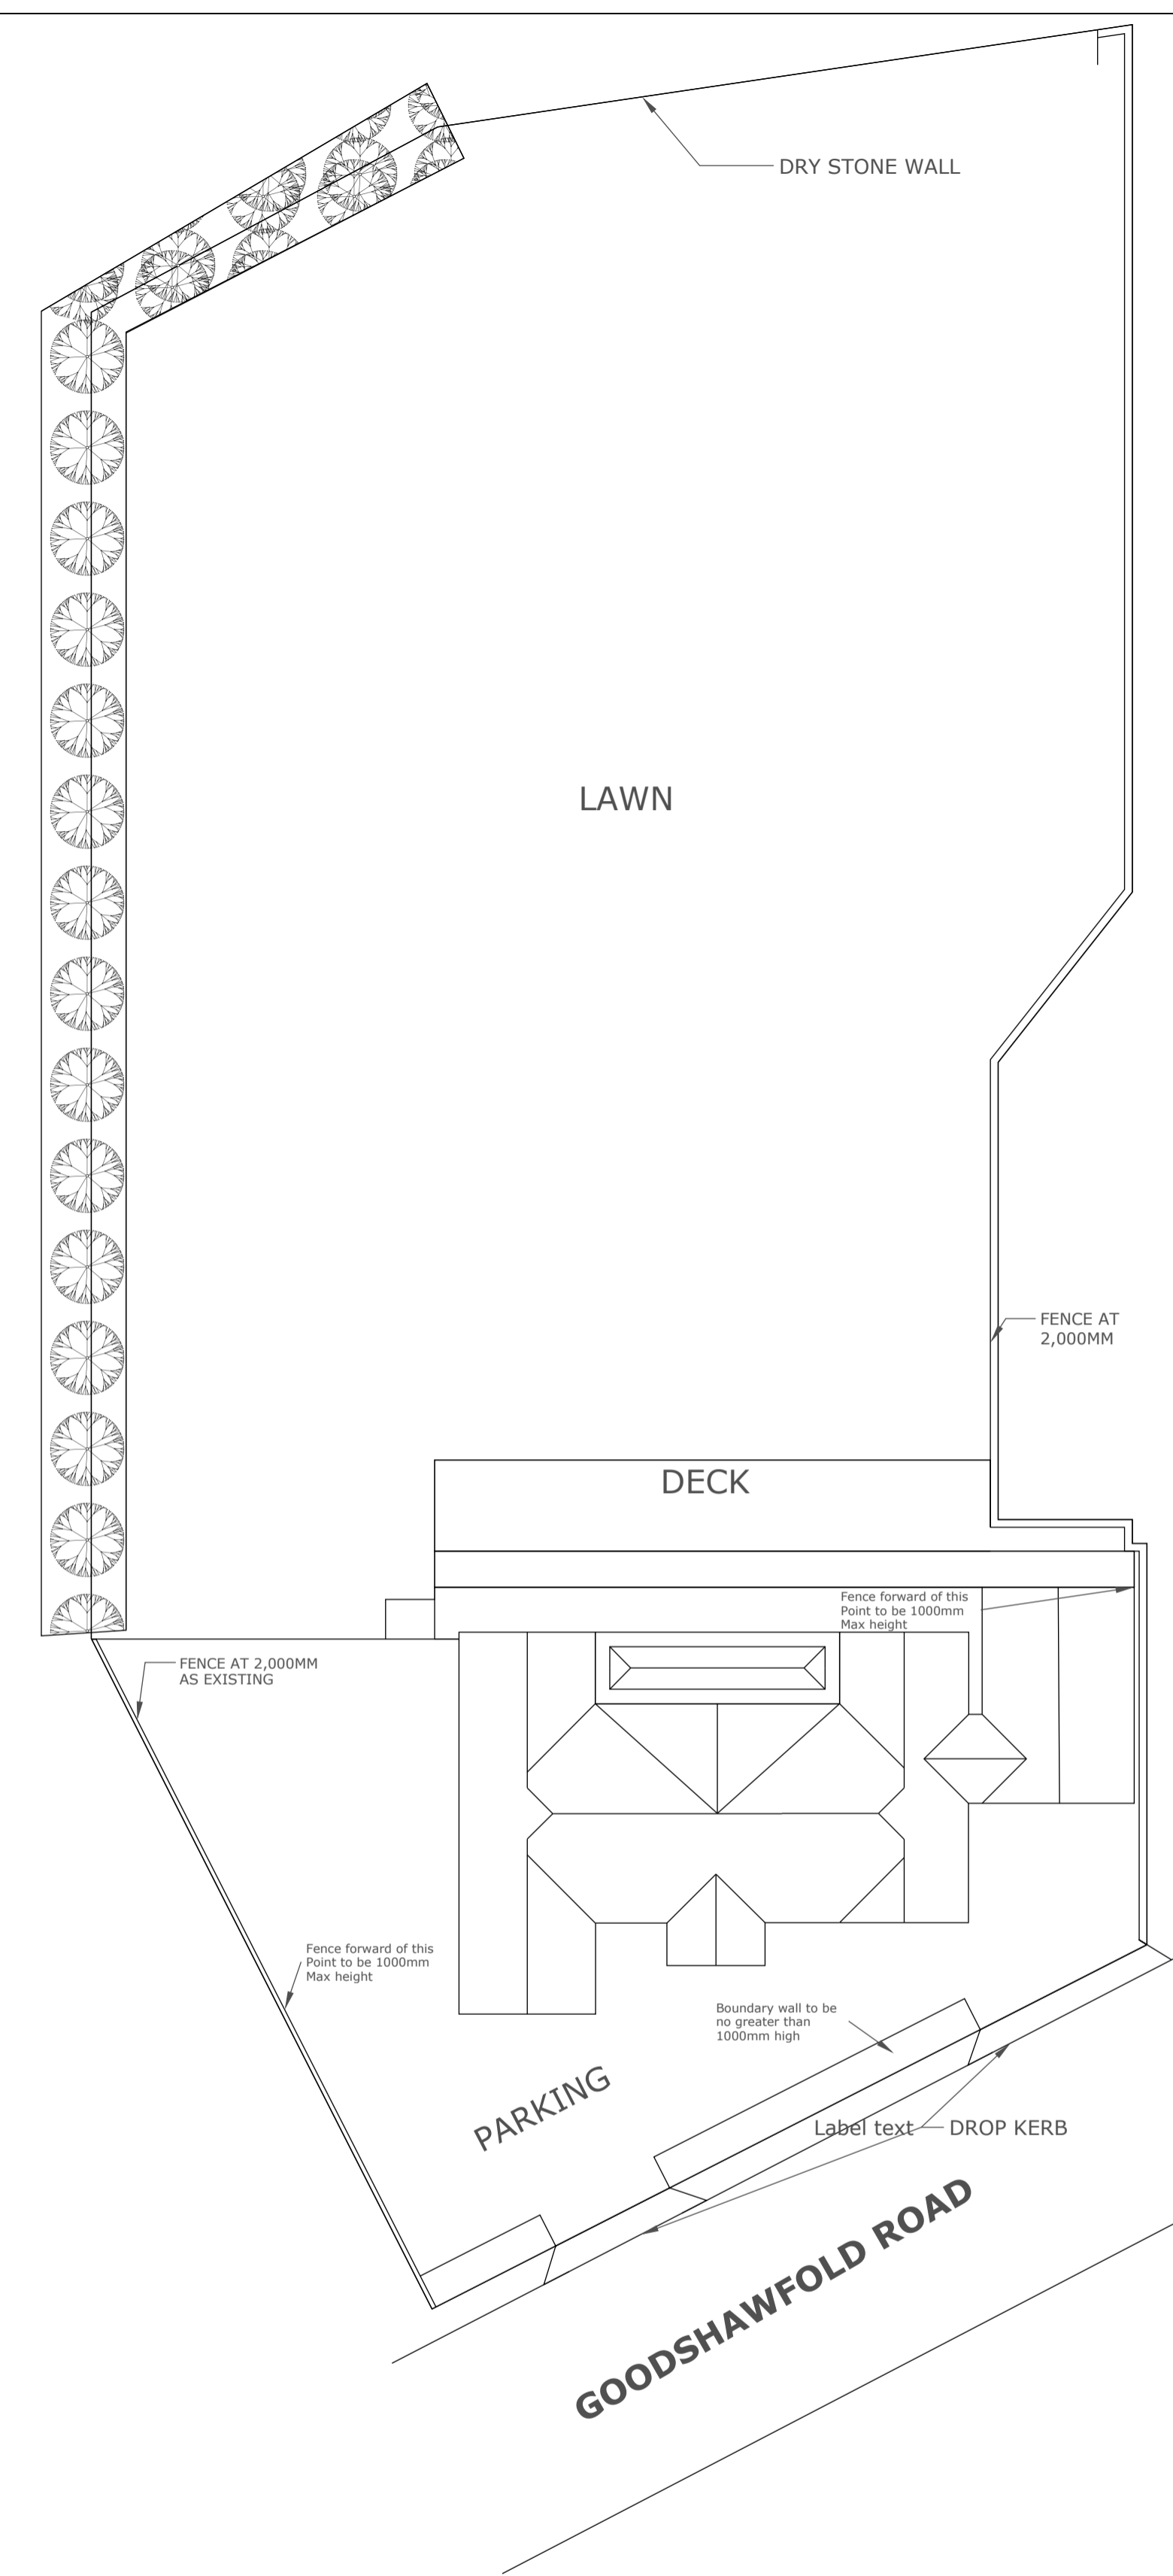 DRY STONE WALL
LAWN
FENCE AT
2,000MM
DECK
Fence forward of this
Point to be 1000mm
Max height
FENCE AT 2,000MM
AS EXISTING
Fence forward of this
Point to be 1000mm
Max height
Boundary wall to be
no greater than
1000mm high
PARKING
Label text
DROP KERB
GOODSHAWFOLD ROAD